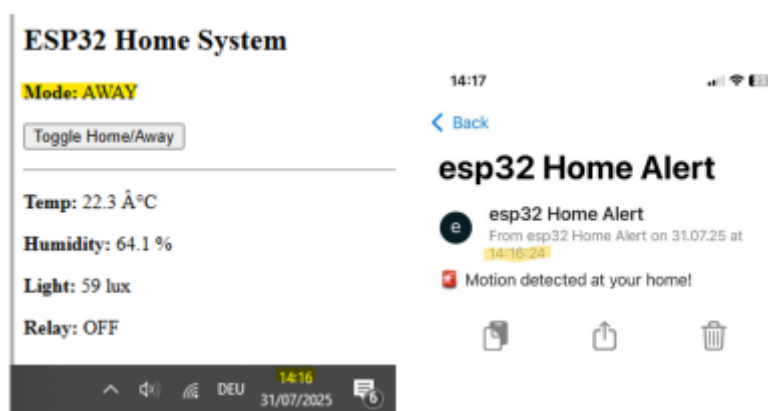 ESP32 Home System
Mode: AWAY
Toggle Home/Away
Temp: 22.3 Â°C
Humidity: 64.1 %
Light: 59 lux
Relay: OFF
DEU
14:16
31/07/2025
6
14:17
Back
esp32 Home Alert
e
esp32 Home Alert
From esp32 Home Alert on 31.07.25 at
14:16:24
🚨 Motion detected at your home!